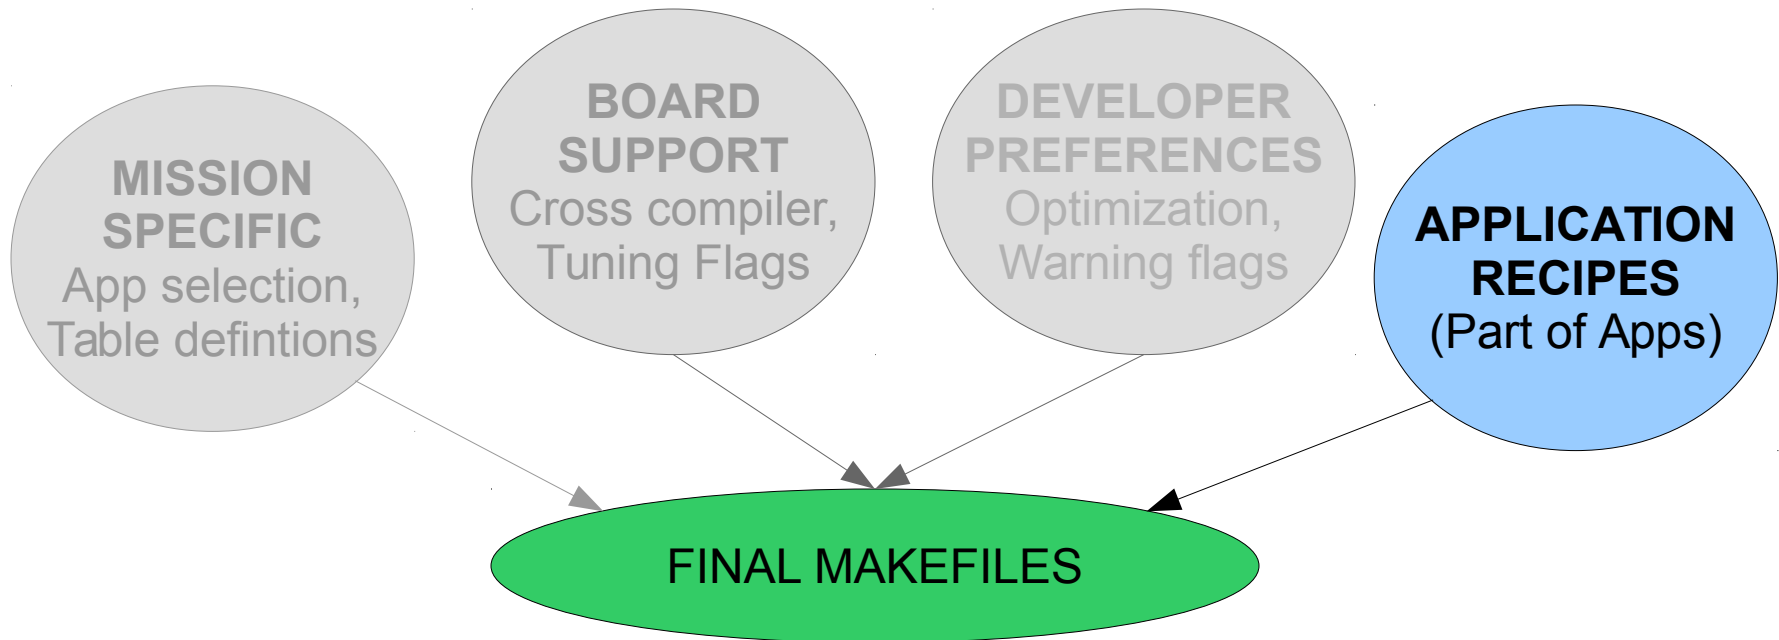 MISSION
SPECIFIC
App selection,
Table defintions
BOARD
SUPPORT
Cross compiler,
Tuning Flags
DEVELOPER
PREFERENCES
Optimization,
Warning flags
APPLICATION
RECIPES
(Part of Apps)
FINAL MAKEFILES